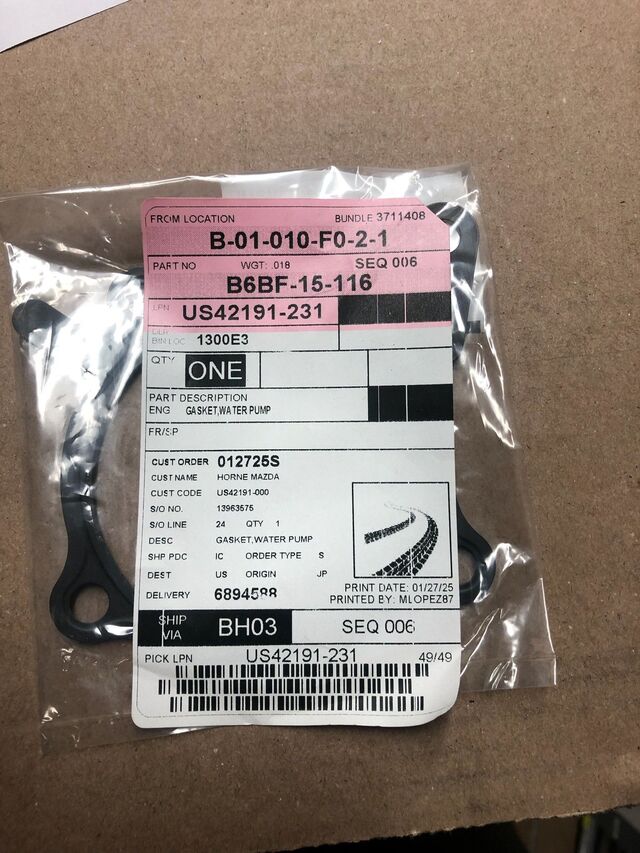 FROM LOCATION BUNDLE 3711408
B-01-010-F0-2-1
PART NO WGT: .018 SEQ 006
B6BF-15-116
LPN US42191-231
DLR
BIN LOC 1300E3
QTY ONE
PART DESCRIPTION
ENG GASKET,WATER PUMP
FR/SP
CUST ORDER 012725S
CUST NAME HORNE MAZDA
CUST CODE US42191-000
S/O NO. 13963575
S/O LINE 24 QTY 1
DESC GASKET,WATER PUMP
SHP PDC IC ORDER TYPE S
DEST US ORIGIN JP
PRINT DATE: 01/27/25
DELIVERY 6894588 PRINTED BY: MLOPEZ87
SHIP VIA BH03 SEQ 006
PICK LPN US42191-231 49/49